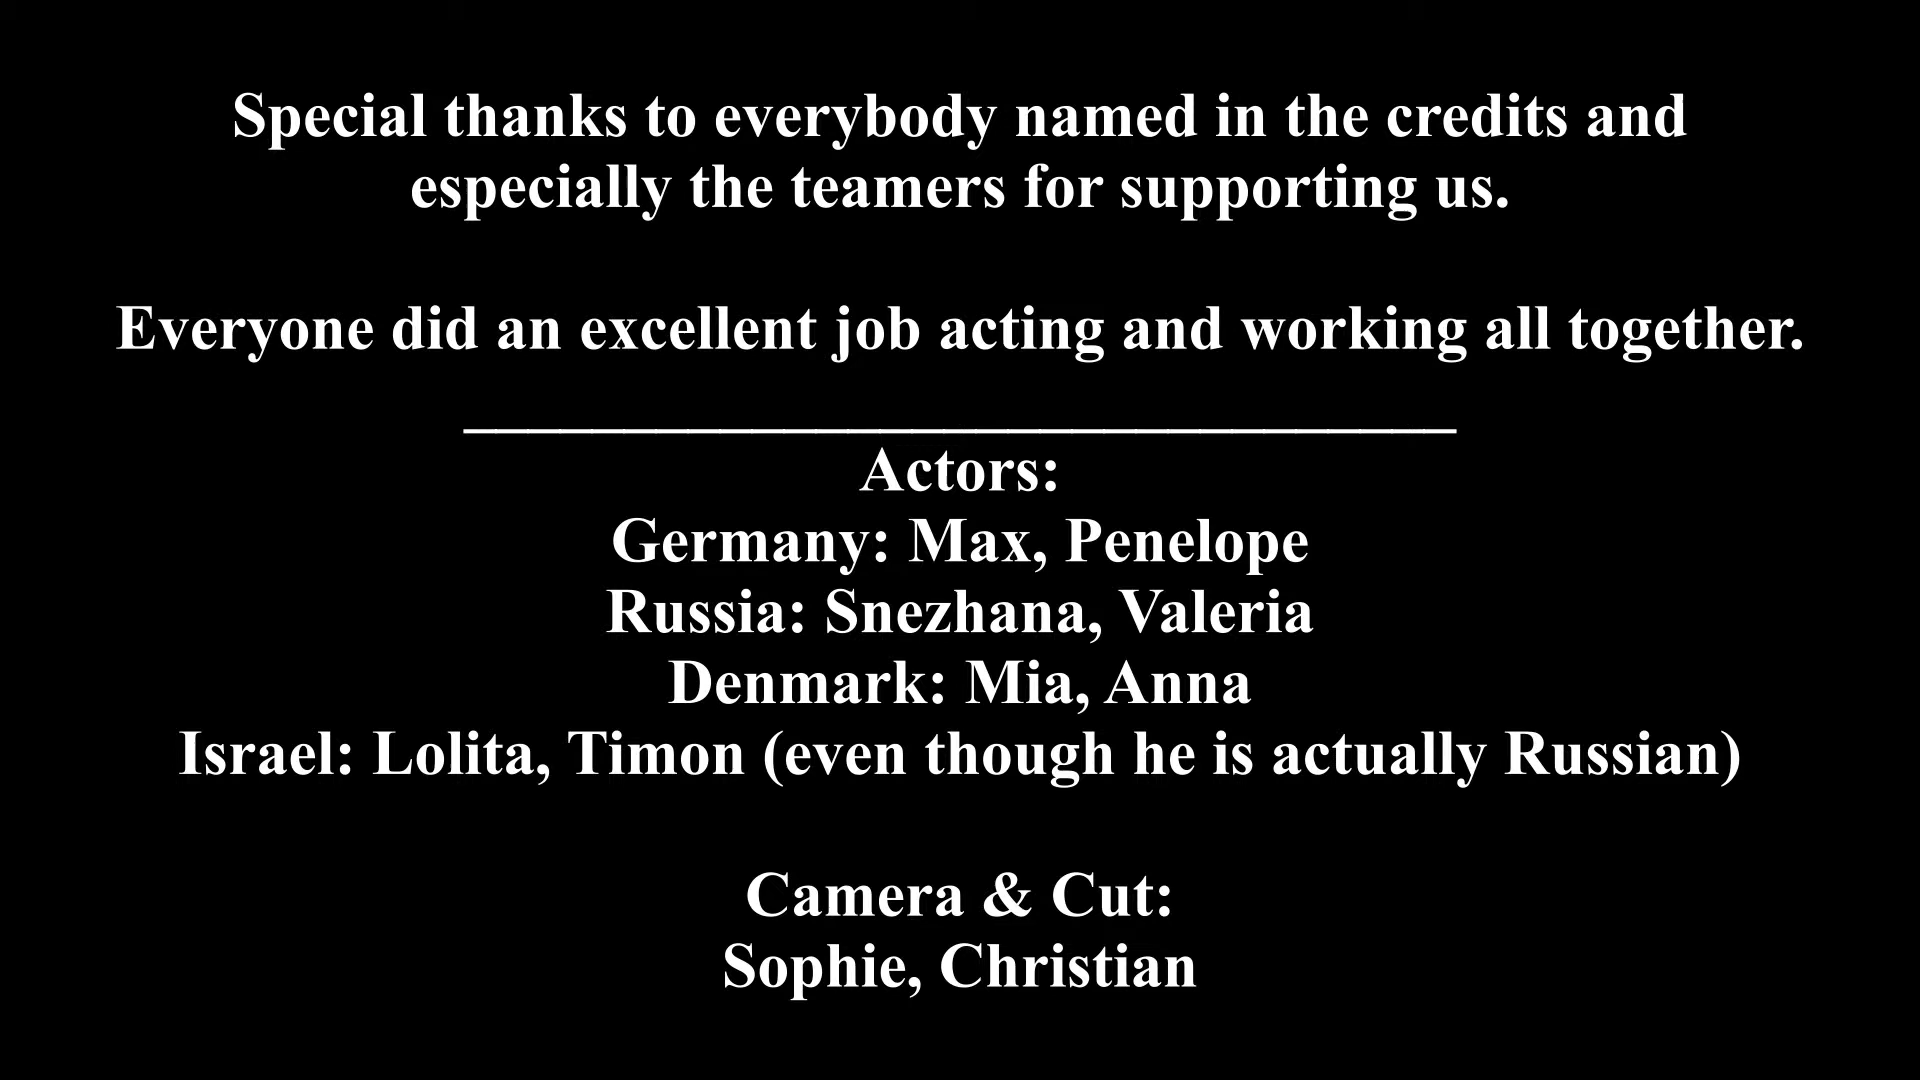 Special thanks to everybody named in the credits and
especially the teamers for supporting us.
Everyone did an excellent job acting and working all together.
_______________________________
Actors:
Germany: Max, Penelope
Russia: Snezhana, Valeria
Denmark: Mia, Anna
Israel: Lolita, Timon (even though he is actually Russian)
Camera & Cut:
Sophie, Christian